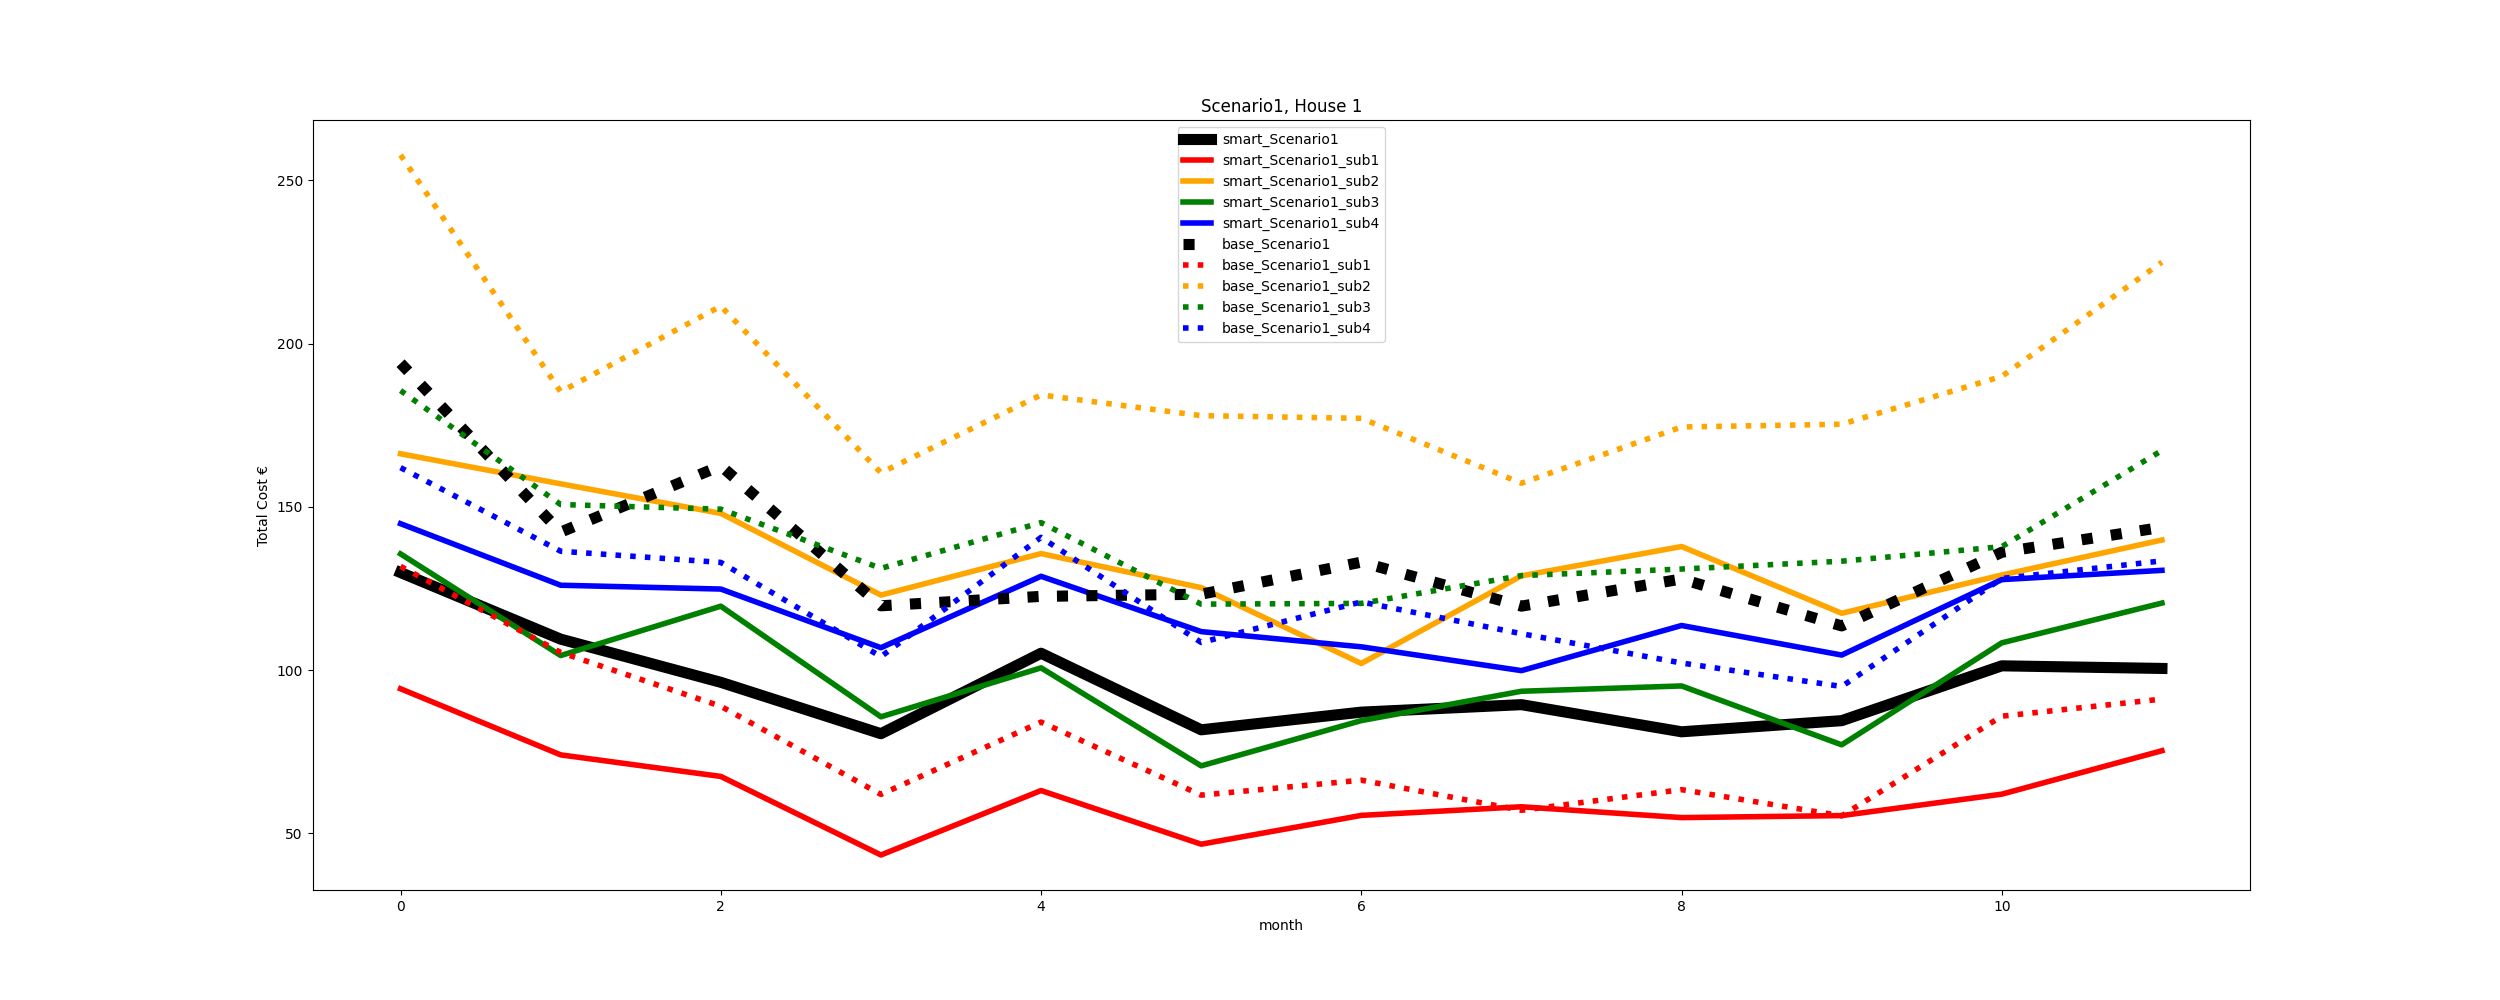 Scenario1, House 1
smart_Scenario1
smart_Scenario1_sub1
smart_Scenario1_sub2
smart_Scenario1_sub3
smart_Scenario1_sub4
base_Scenario1
base_Scenario1_sub1
base_Scenario1_sub2
base_Scenario1_sub3
base_Scenario1_sub4
Total Cost €
250
200
150
100
50
0 2 4 6 8 10
month